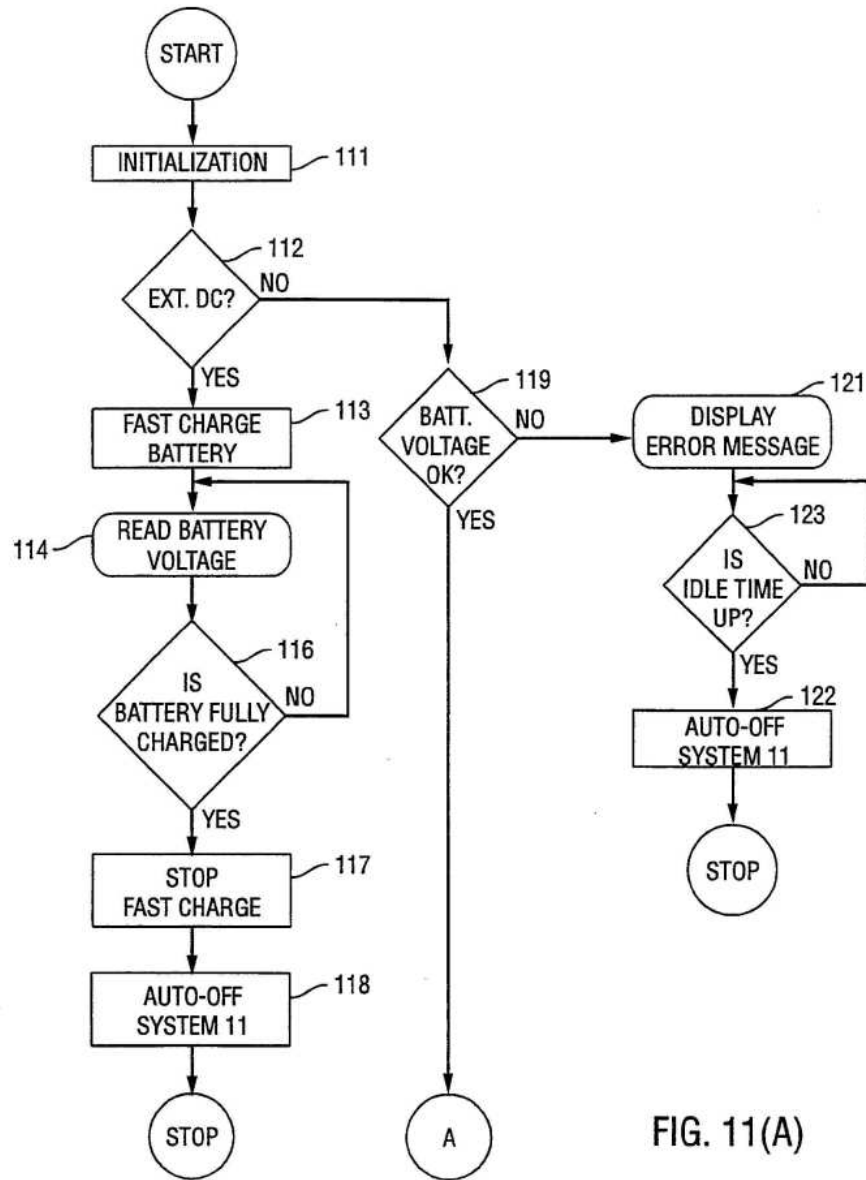 START
INITIALIZATION
111
112
EXT. DC?
NO
YES
FAST CHARGE
BATTERY
113
114
READ BATTERY
VOLTAGE
116
IS
BATTERY FULLY
CHARGED?
NO
YES
STOP
FAST CHARGE
117
AUTO-OFF
SYSTEM 11
118
STOP
119
BATT.
VOLTAGE
OK?
NO
YES
A
121
DISPLAY
ERROR MESSAGE
123
IS
IDLE TIME
UP?
NO
YES
122
AUTO-OFF
SYSTEM 11
STOP
FIG. 11(A)